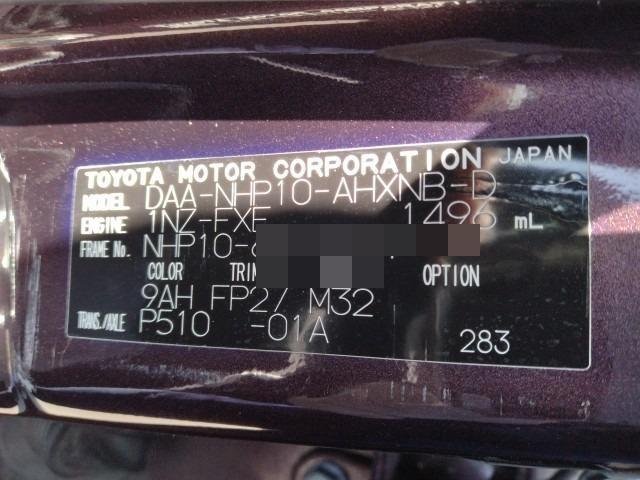 TOYOTA MOTOR CORPORATION JAPAN
MODEL DAA-NHP10-AHXNB-D
ENGINE 1NZ-FXE 1496 mL
FRAME No. NHP10-
COLOR TRIM OPTION
9AH FP27 M32
TRANS./AXLE P510 -01A 283